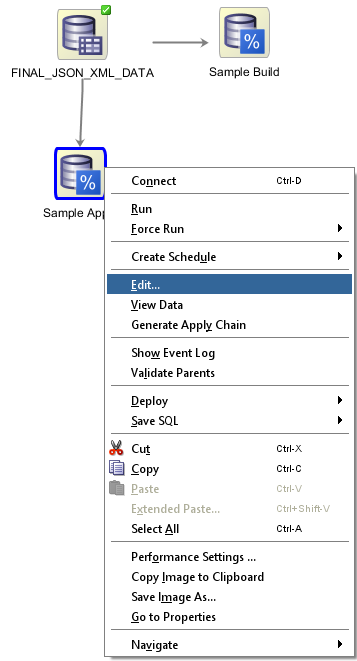 FINAL_JSON_XML_DATA
Sample Build
Sample App
Connect Ctrl-D
Run
Force Run
Create Schedule
Edit...
View Data
Generate Apply Chain
Show Event Log
Validate Parents
Deploy
Save SQL
Cut Ctrl-X
Copy Ctrl-C
Paste Ctrl-V
Extended Paste... Ctrl+Shift-V
Select All Ctrl-A
Performance Settings ...
Copy Image to Clipboard
Save Image As...
Go to Properties
Navigate